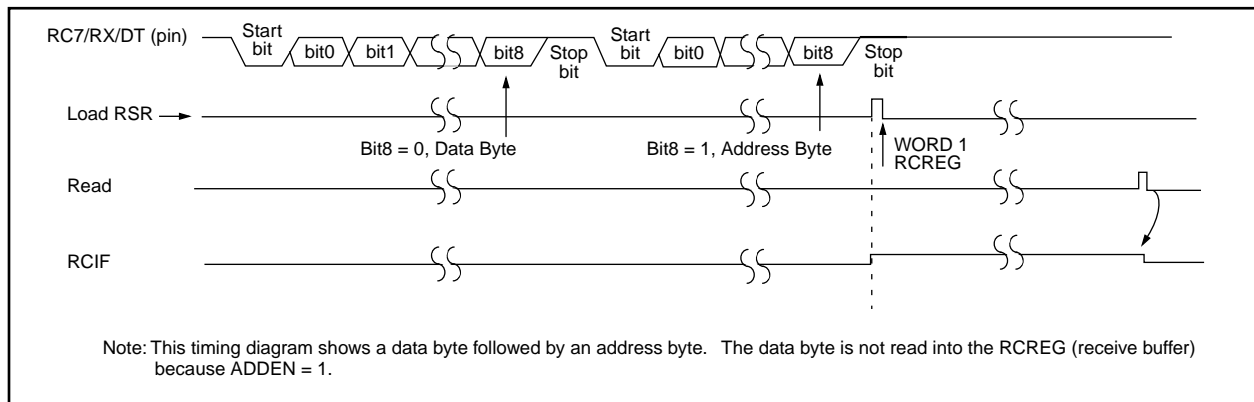 RC7/RX/DT (pin)
Start
bit
bit0
bit1
bit8
Stop
bit
Start
bit
bit0
bit8
Stop
bit
Load RSR
Bit8 = 0, Data Byte
Bit8 = 1, Address Byte
WORD 1
RCREG
Read
RCIF
Note: This timing diagram shows a data byte followed by an address byte. The data byte is not read into the RCREG (receive buffer)
because ADDEN = 1.